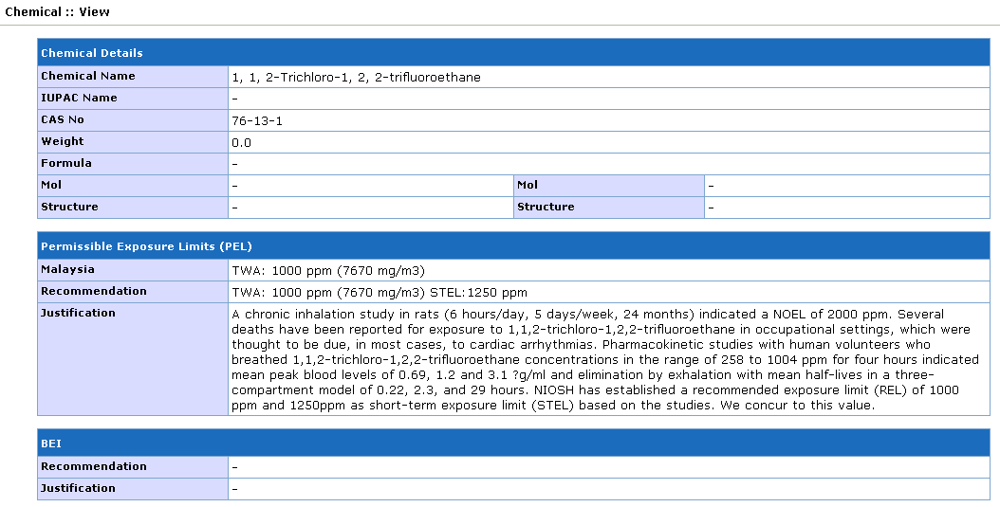 Chemical :: View
Chemical Details
Chemical Name 1, 1, 2-Trichloro-1, 2, 2-trifluoroethane
IUPAC Name -
CAS No 76-13-1
Weight 0.0
Formula -
Mol - Mol -
Structure - Structure -
Permissible Exposure Limits (PEL)
Malaysia TWA: 1000 ppm (7670 mg/m3)
Recommendation TWA: 1000 ppm (7670 mg/m3) STEL:1250 ppm
Justification A chronic inhalation study in rats (6 hours/day, 5 days/week, 24 months) indicated a NOEL of 2000 ppm. Several
deaths have been reported for exposure to 1,1,2-trichloro-1,2,2-trifluoroethane in occupational settings, which were
thought to be due, in most cases, to cardiac arrhythmias. Pharmacokinetic studies with human volunteers who
breathed 1,1,2-trichloro-1,2,2-trifluoroethane concentrations in the range of 258 to 1004 ppm for four hours indicated
mean peak blood levels of 0.69, 1.2 and 3.1 ?g/ml and elimination by exhalation with mean half-lives in a three-
compartment model of 0.22, 2.3, and 29 hours. NIOSH has established a recommended exposure limit (REL) of 1000
ppm and 1250ppm as short-term exposure limit (STEL) based on the studies. We concur to this value.
BEI
Recommendation -
Justification -